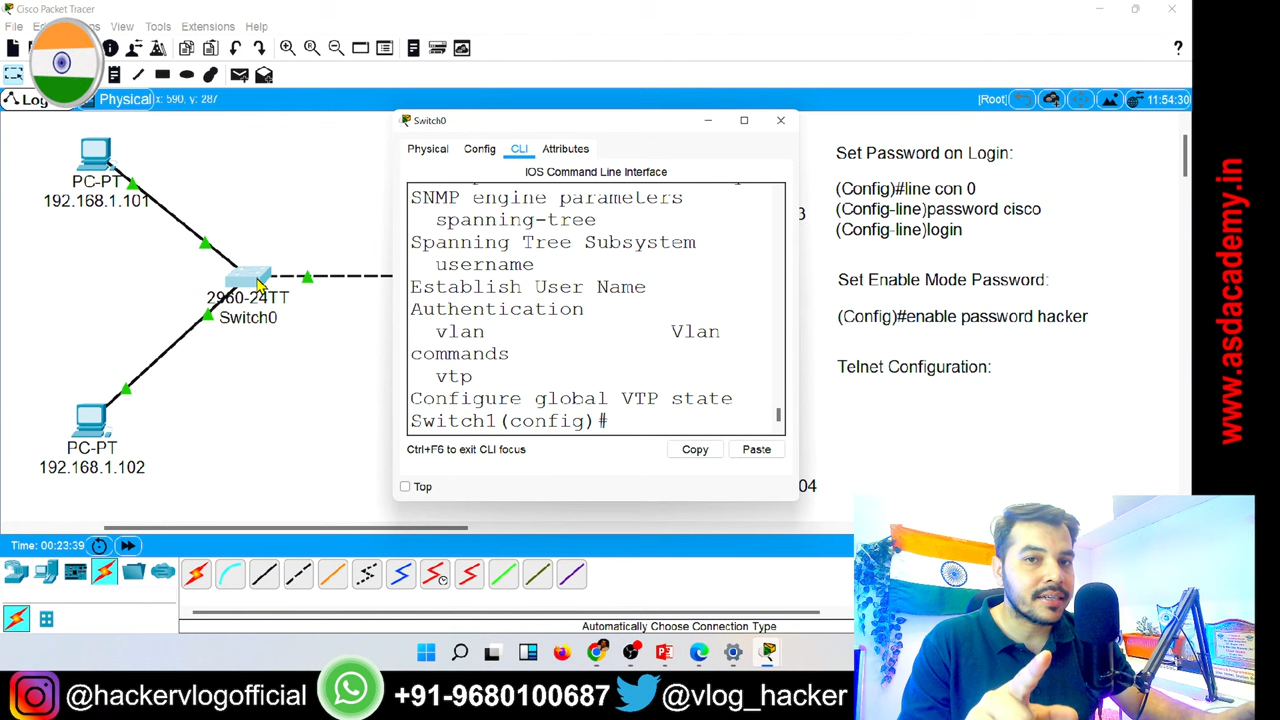 Cisco Packet Tracer
File
View
Tools
Extensions
Help
Physical
x: 590, y: 287
[Root]
11:54:30
PC-PT
192.168.1.101
2960-24TT
Switch0
PC-PT
192.168.1.102
Switch0
Physical
Config
CLI
Attributes
IOS Command Line Interface
SNMP engine parameters
spanning-tree
Spanning Tree Subsystem
username
Establish User Name
Authentication
vlan Vlan
commands
vtp
Configure global VTP state
Switch1(config)#
Ctrl+F6 to exit CLI focus
Copy
Paste
Top
3
04
Set Password on Login:
(Config)#line con 0
(Config-line)password cisco
(Config-line)login
Set Enable Mode Password:
(Config)#enable password hacker
Telnet Configuration:
www.asdacademy.in
Time: 00:23:39
Automatically Choose Connection Type
@hackervlogofficial
+91-9680100687
@vlog_hacker